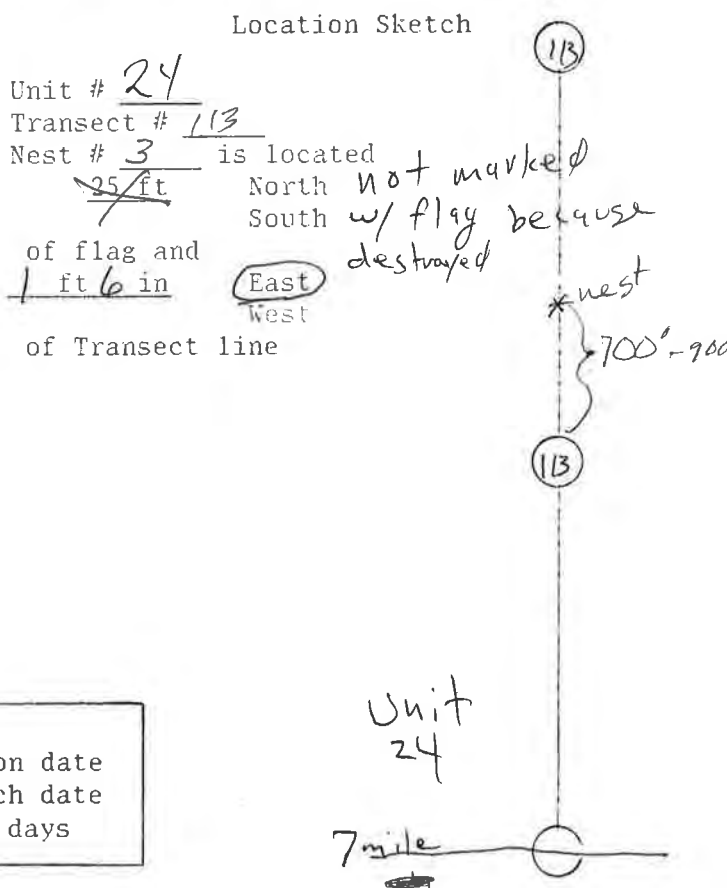 Location Sketch
113
Unit # 24
Transect # 113
Nest # 3 is located
25 ft North not marked
South w/ flag because
destroyed
of flag and
1 ft 6 in East
West
of Transect line
nest
700'-900
113
Unit
24
on date
ch date
days
7 mile